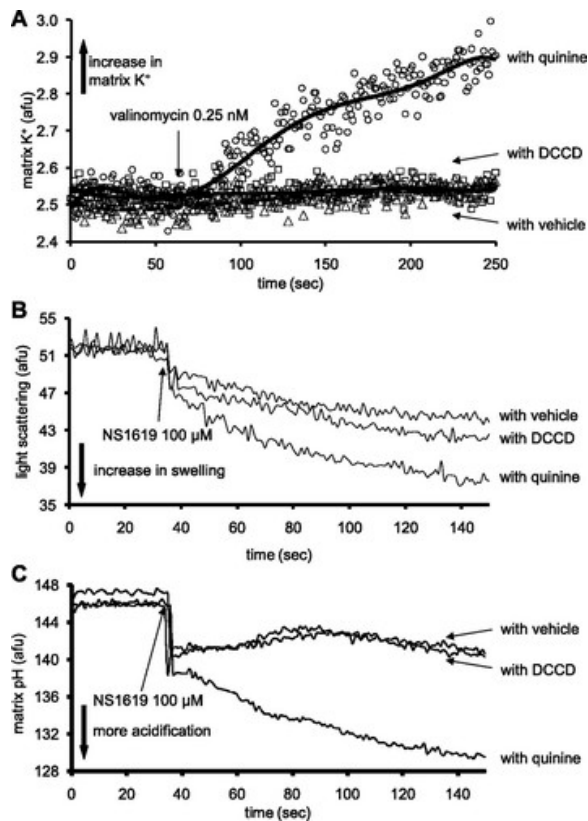 A
3.0
2.9
2.8
2.7
2.6
2.5
2.4
matrix K⁺ (afu)
increase in
matrix K⁺
valinomycin 0.25 nM
with quinine
with DCCD
with vehicle
0 50 100 150 200 250
time (sec)
B
55
51
47
43
39
35
light scattering (afu)
NS1619 100 µM
increase in swelling
with vehicle
with DCCD
with quinine
0 20 40 60 80 100 120 140
time (sec)
C
148
144
140
136
132
128
matrix pH (afu)
NS1619 100 µM
more acidification
with vehicle
with DCCD
with quinine
0 20 40 60 80 100 120 140
time (sec)